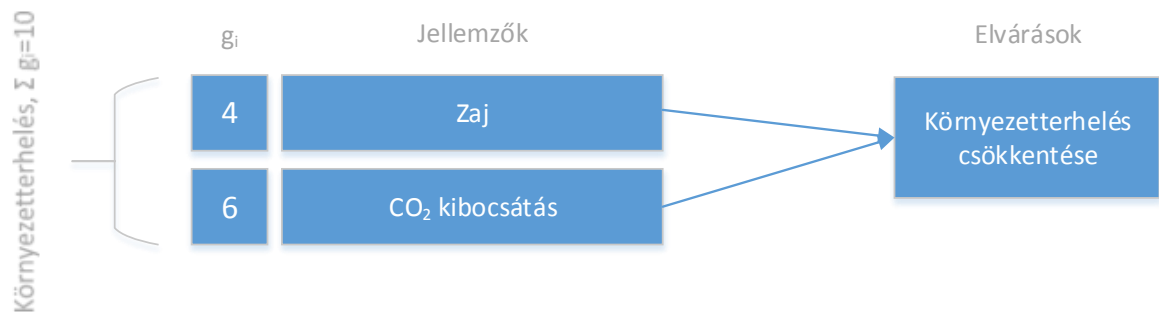 Környezetterhelés, Σ gᵢ=10
gᵢ Jellemzők Elvárások
4 Zaj
6 CO₂ kibocsátás
Környezetterhelés
csökkentése